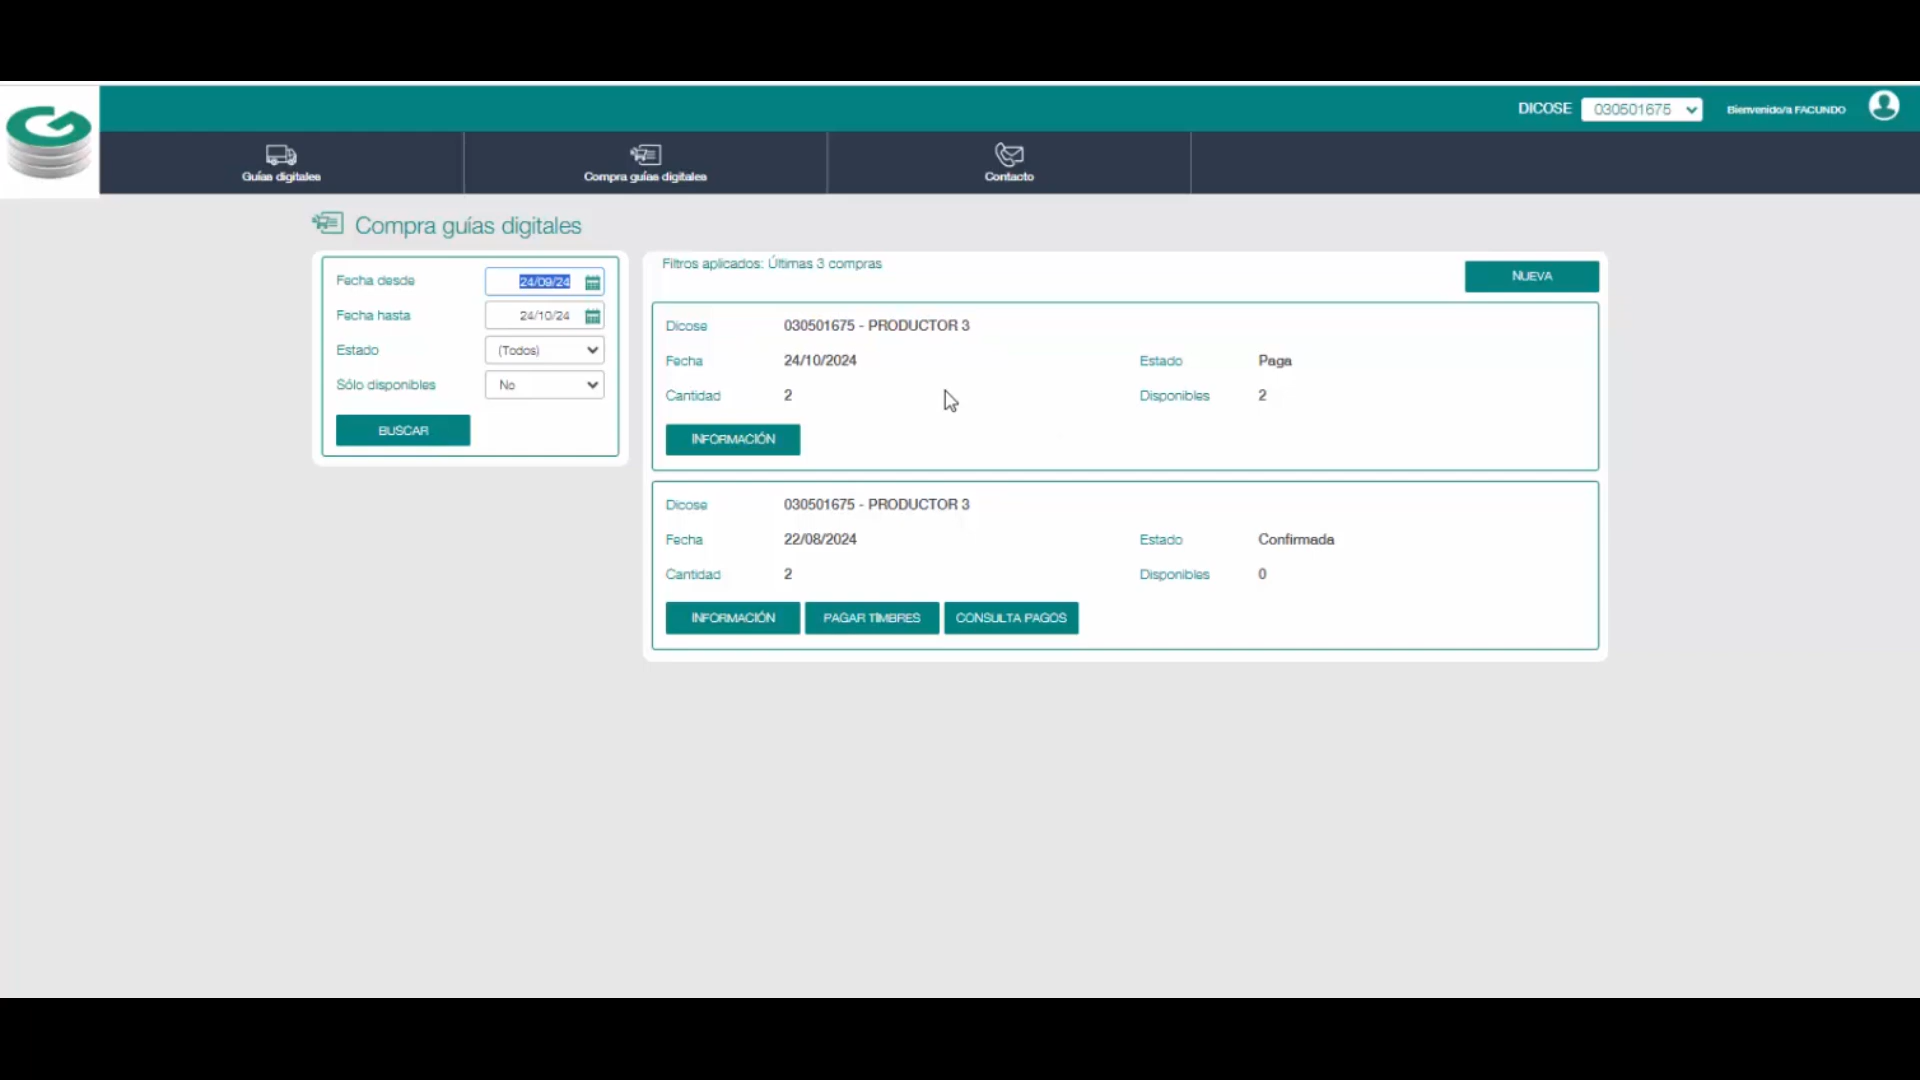 DICOSE 030501675 Bienvenido/a FACUNDO
Guías digitales Compra guías digitales Contacto
Compra guías digitales
Fecha desde 24/09/24
Fecha hasta 24/10/24
Estado (Todos)
Sólo disponibles No
BUSCAR
Filtros aplicados: Últimas 3 compras
NUEVA
Dicose 030501675 - PRODUCTOR 3
Fecha 24/10/2024 Estado Paga
Cantidad 2 Disponibles 2
INFORMACIÓN
Dicose 030501675 - PRODUCTOR 3
Fecha 22/08/2024 Estado Confirmada
Cantidad 2 Disponibles 0
INFORMACIÓN PAGAR TIMBRES CONSULTA PAGOS